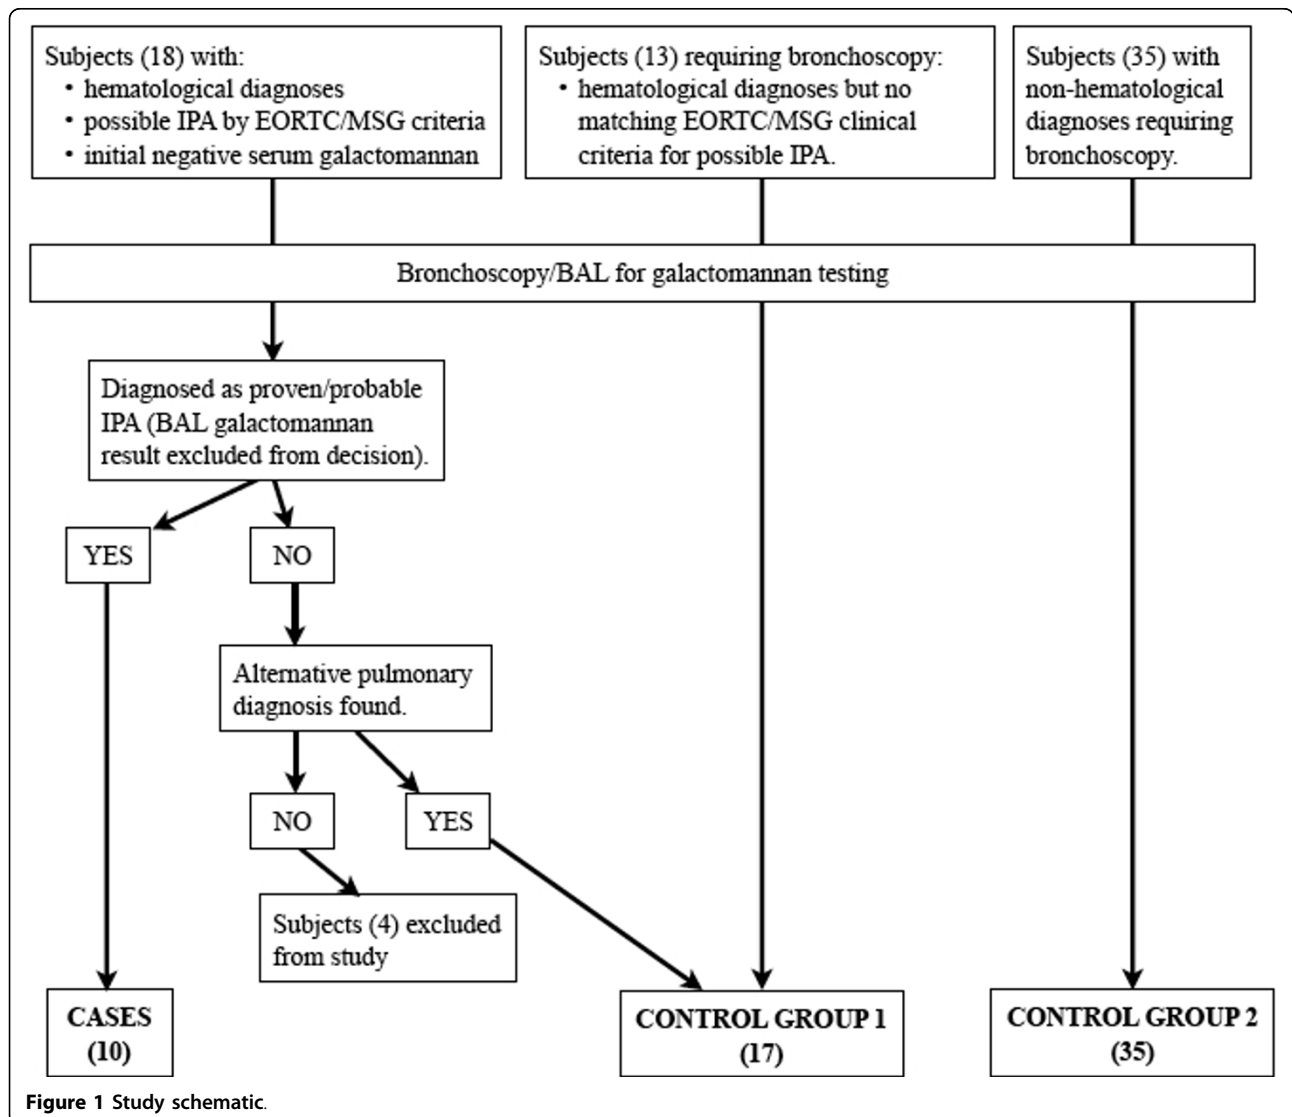 Subjects (18) with:
• hematological diagnoses
• possible IPA by EORTC/MSG criteria
• initial negative serum galactomannan
Subjects (13) requiring bronchoscopy:
• hematological diagnoses but no
matching EORTC/MSG clinical
criteria for possible IPA.
Subjects (35) with
non-hematological
diagnoses requiring
bronchoscopy.
Bronchoscopy/BAL for galactomannan testing
Diagnosed as proven/probable
IPA (BAL galactomannan
result excluded from decision).
YES
NO
Alternative pulmonary
diagnosis found.
NO
YES
Subjects (4) excluded
from study
CASES
(10)
CONTROL GROUP 1
(17)
CONTROL GROUP 2
(35)
Figure 1 Study schematic.